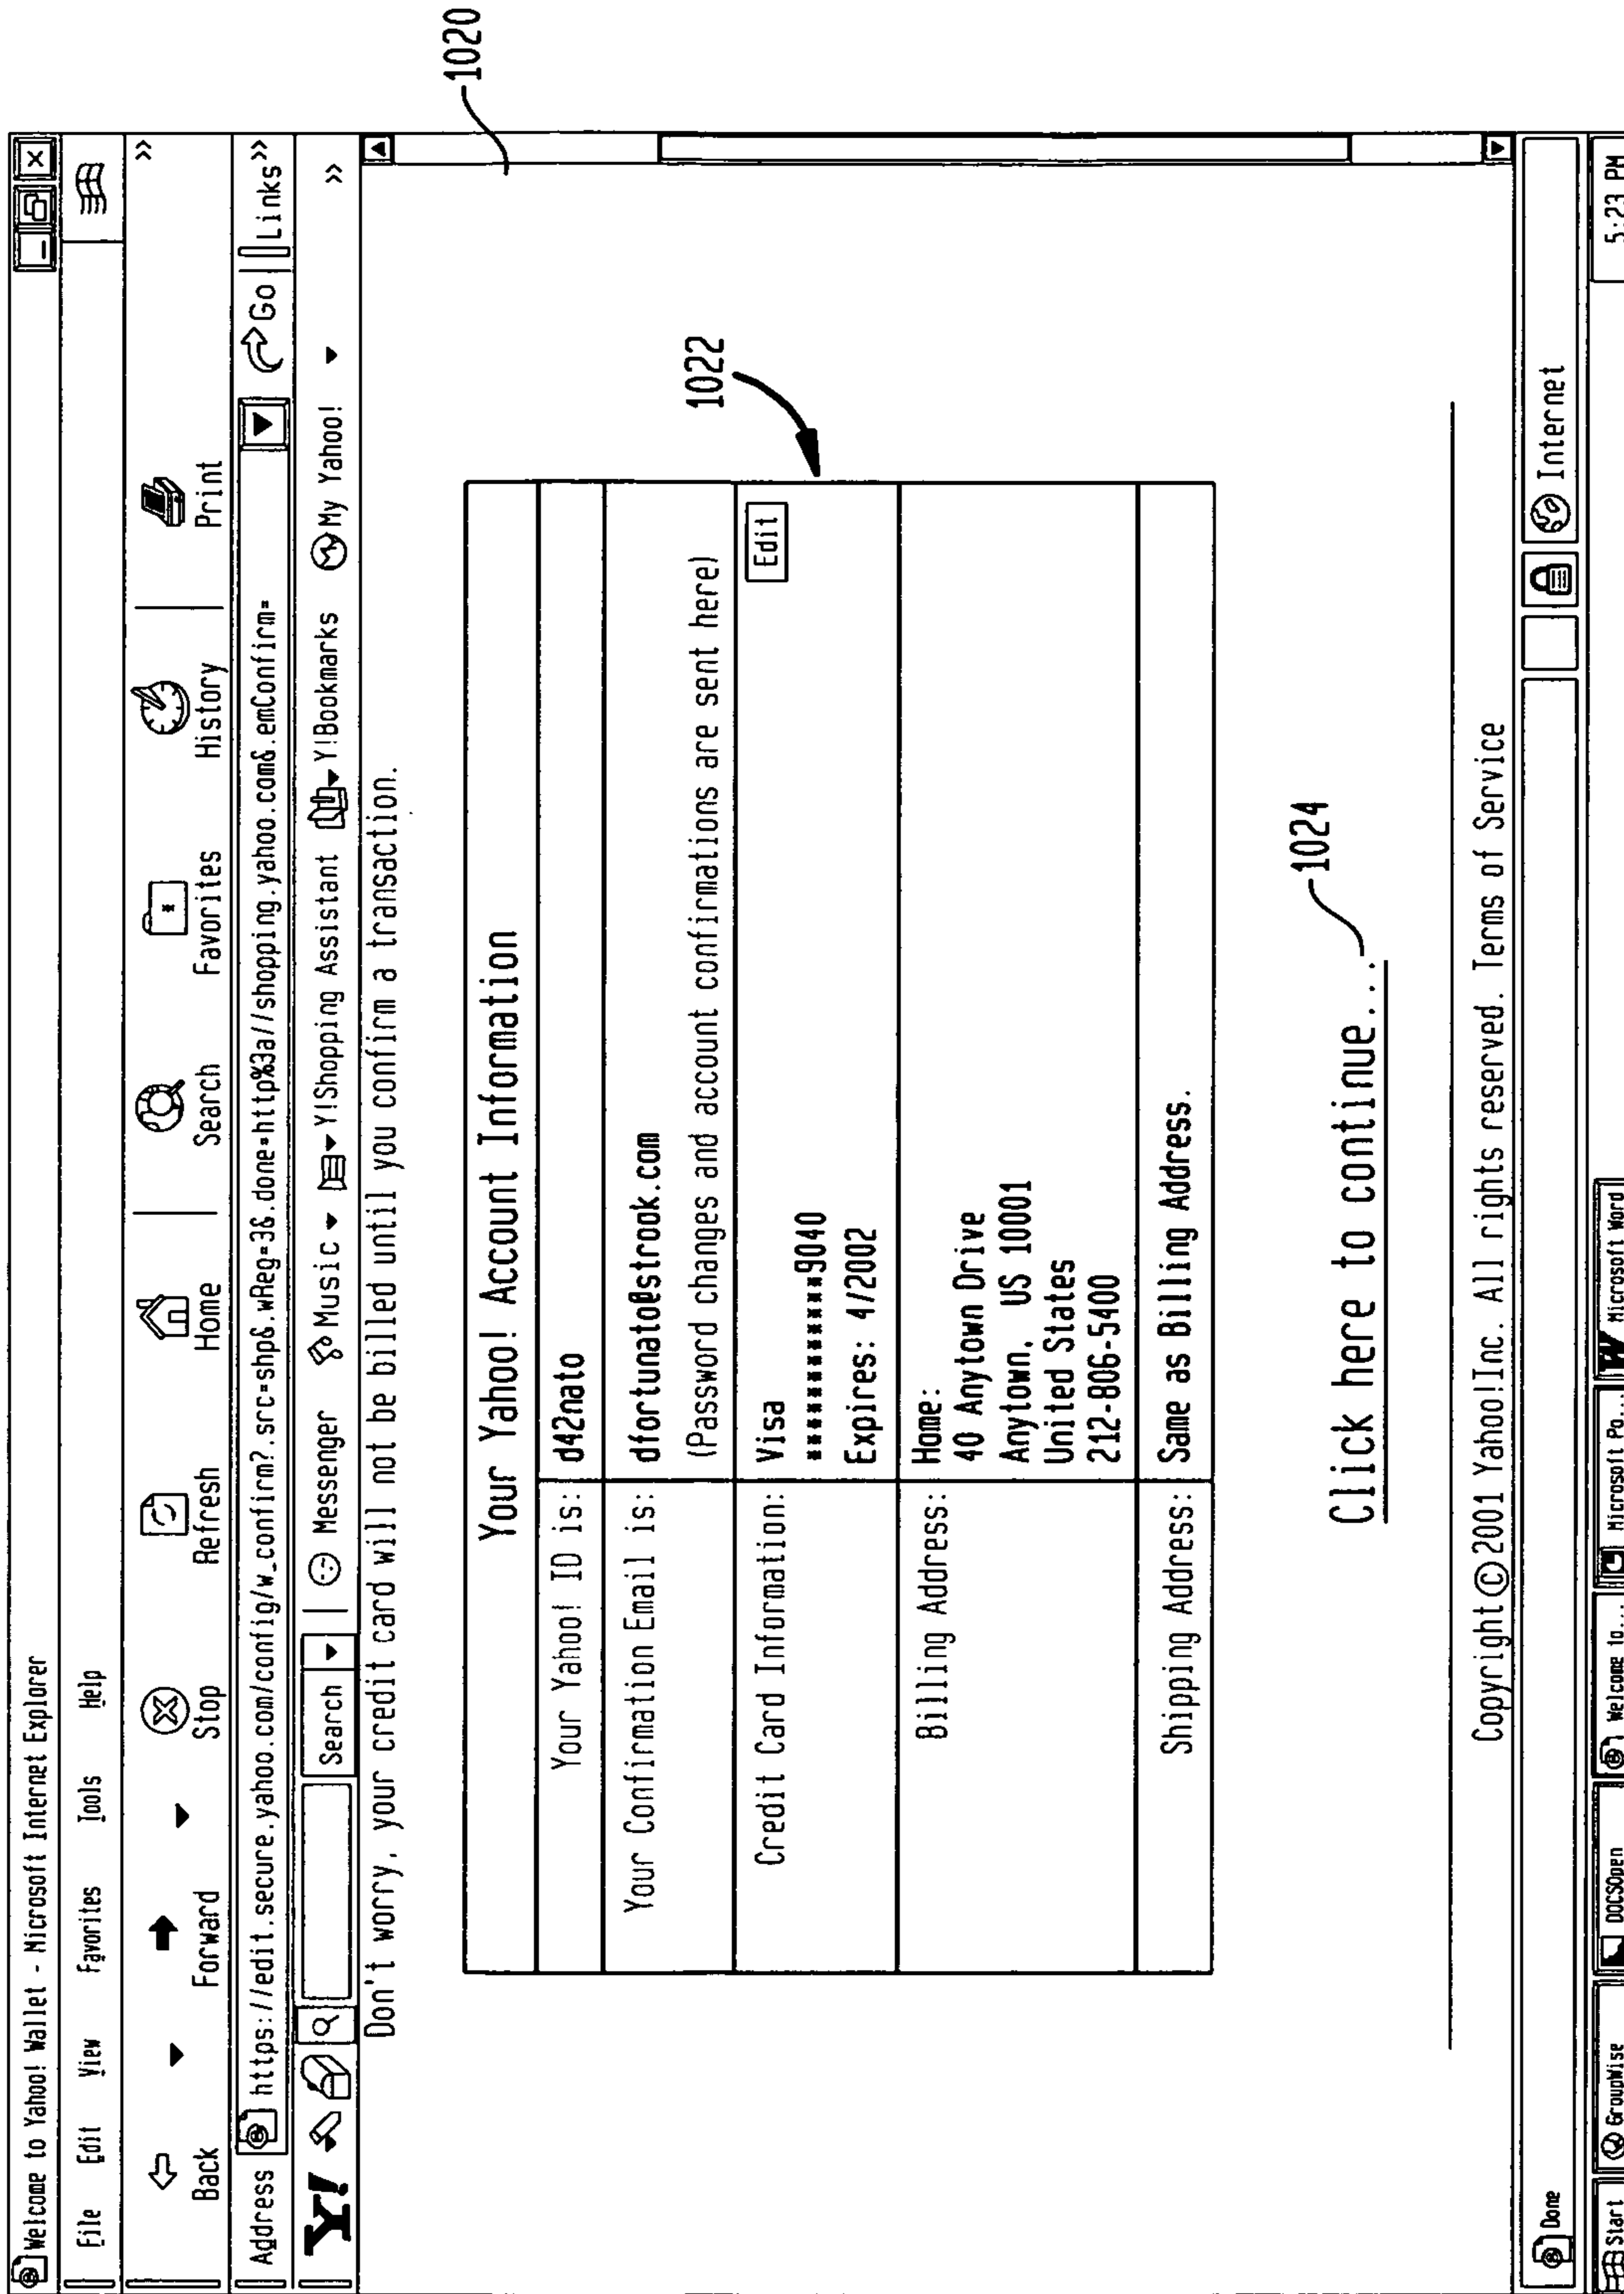 Welcome to Yahoo! Wallet - Microsoft Internet Explorer
File Edit View Favorites Tools Help
Back Forward Stop Refresh Home Search Favorites History Print »
Address https://edit.secure.yahoo.com/config/w_confirm?.src=shp&.wReg=3&.done=http%3a//shopping.yahoo.com&.emConfirm= Go Links »
Y! Search Messenger Music Y!Shopping Assistant Y!Bookmarks My Yahoo! »
Don't worry, your credit card will not be billed until you confirm a transaction.
1020
Your Yahoo! Account Information
Your Yahoo! ID is: d42nato
Your Confirmation Email is: dfortunato@strook.com
(Password changes and account confirmations are sent here)
Credit Card Information: Visa Edit
************9040
Expires: 4/2002
1022
Billing Address: Home:
40 Anytown Drive
Anytown, US 10001
United States
212-806-5400
Shipping Address: Same as Billing Address.
Click here to continue... 1024
Copyright©2001 Yahoo!Inc. All rights reserved. Terms of Service
Done Internet
Start GroupWise DOCSOpen Welcome to... Microsoft Po... Microsoft Word 5:23 PM